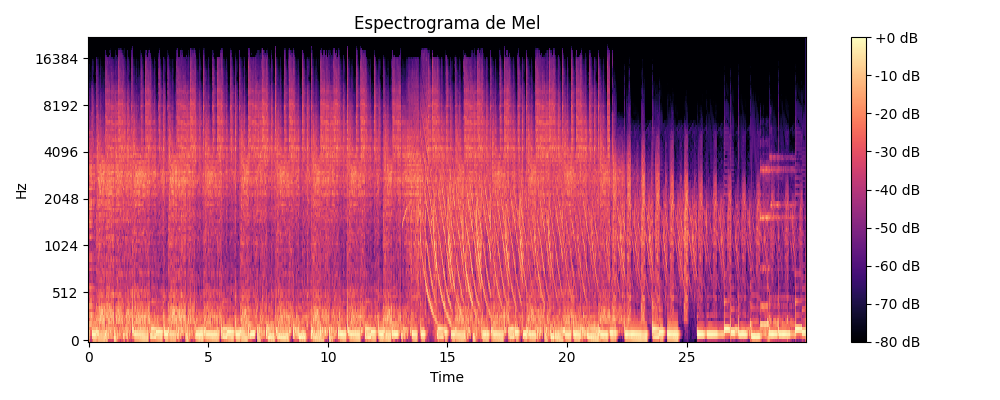 Espectrograma de Mel
Hz
16384
8192
4096
2048
1024
512
0
0 5 10 15 20 25
Time
+0 dB
-10 dB
-20 dB
-30 dB
-40 dB
-50 dB
-60 dB
-70 dB
-80 dB